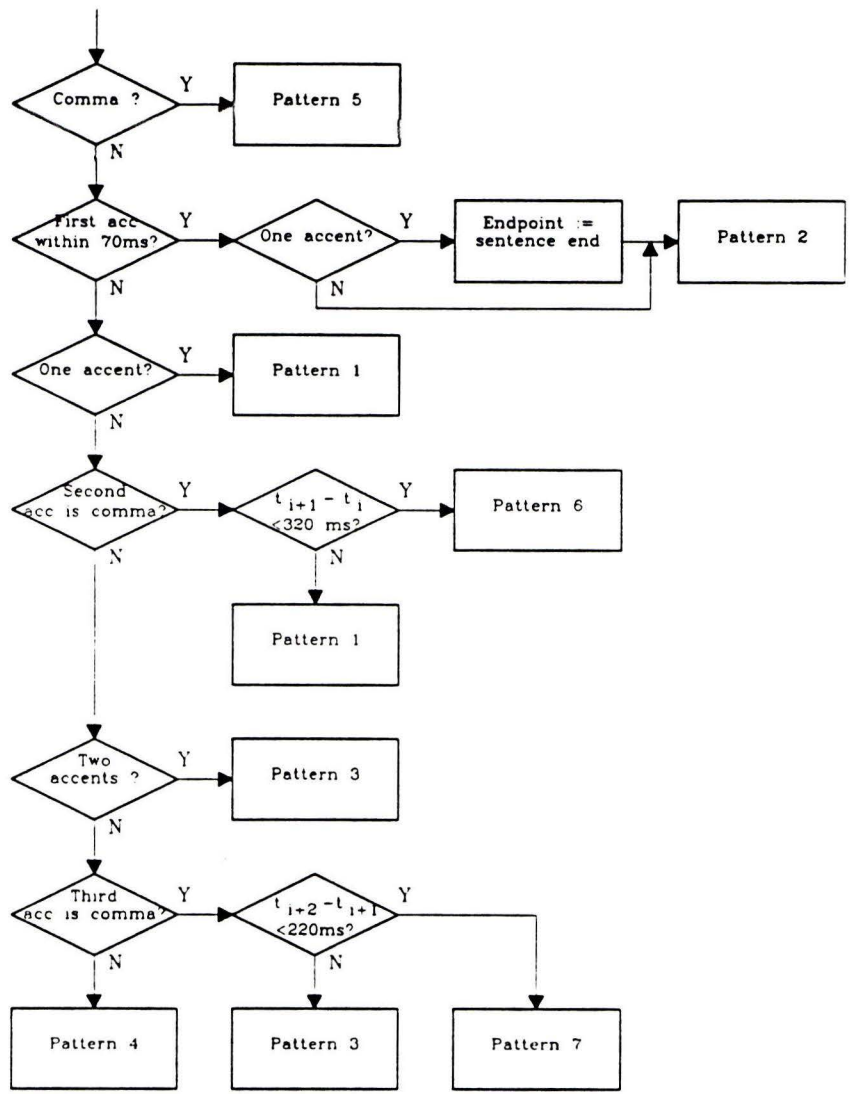 Comma ?
Y
Pattern 5
N
First acc
within 70ms?
Y
One accent?
Y
Endpoint :=
sentence end
Pattern 2
N
N
One accent?
Y
Pattern 1
N
Second
acc is comma?
Y
t i+1 - t i
<320 ms?
Y
Pattern 6
N
N
Pattern 1
Two
accents ?
Y
Pattern 3
N
Third
acc is comma?
Y
t i+2 - t i+1
<220ms?
Y
N
N
Pattern 4
Pattern 3
Pattern 7